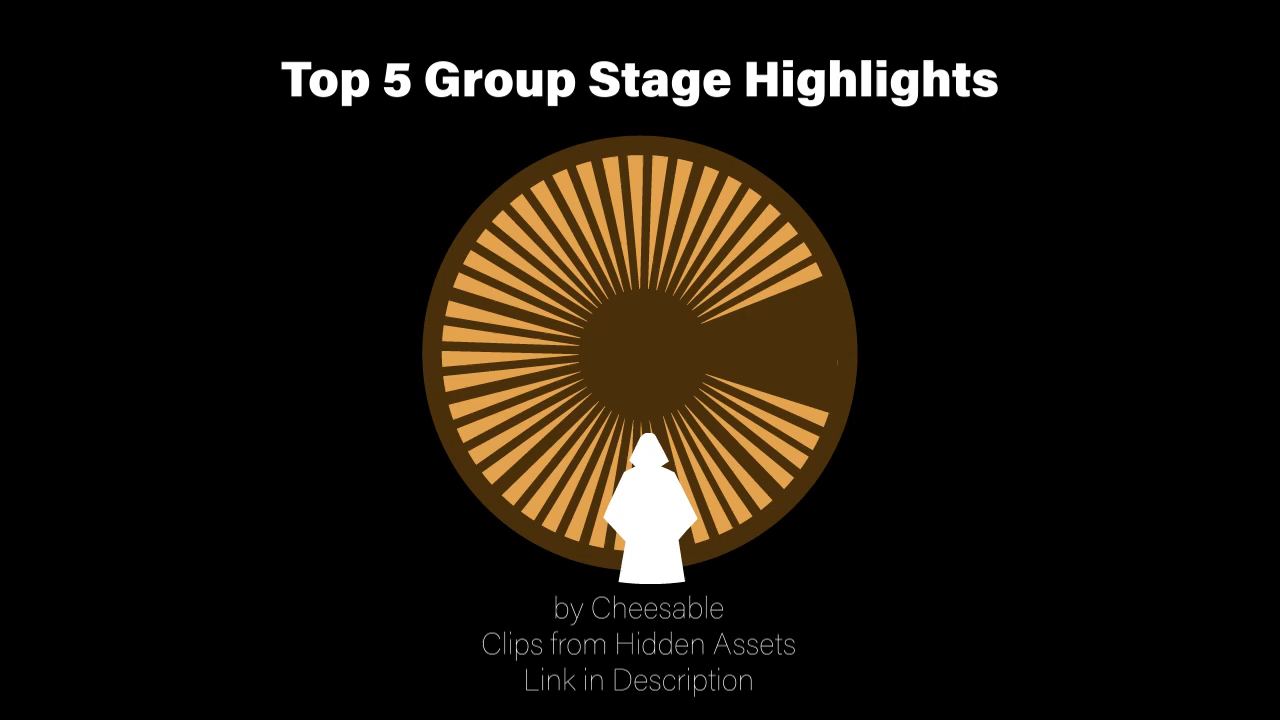 Top 5 Group Stage Highlights
by Cheesable
Clips from Hidden Assets
Link in Description